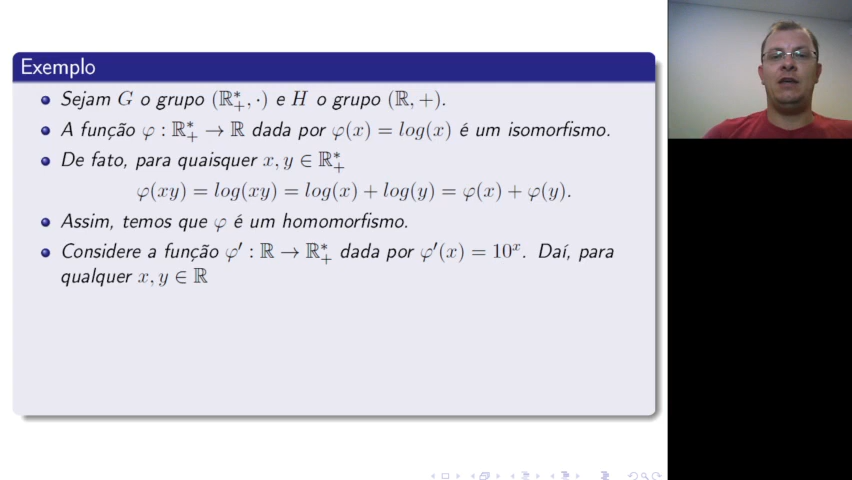 Exemplo
Sejam G o grupo (ℝ*₊, ·) e H o grupo (ℝ, +).
A função φ : ℝ*₊ → ℝ dada por φ(x) = log(x) é um isomorfismo.
De fato, para quaisquer x, y ∈ ℝ*₊
φ(xy) = log(xy) = log(x) + log(y) = φ(x) + φ(y).
Assim, temos que φ é um homomorfismo.
Considere a função φ′ : ℝ → ℝ*₊ dada por φ′(x) = 10ˣ. Daí, para
qualquer x, y ∈ ℝ